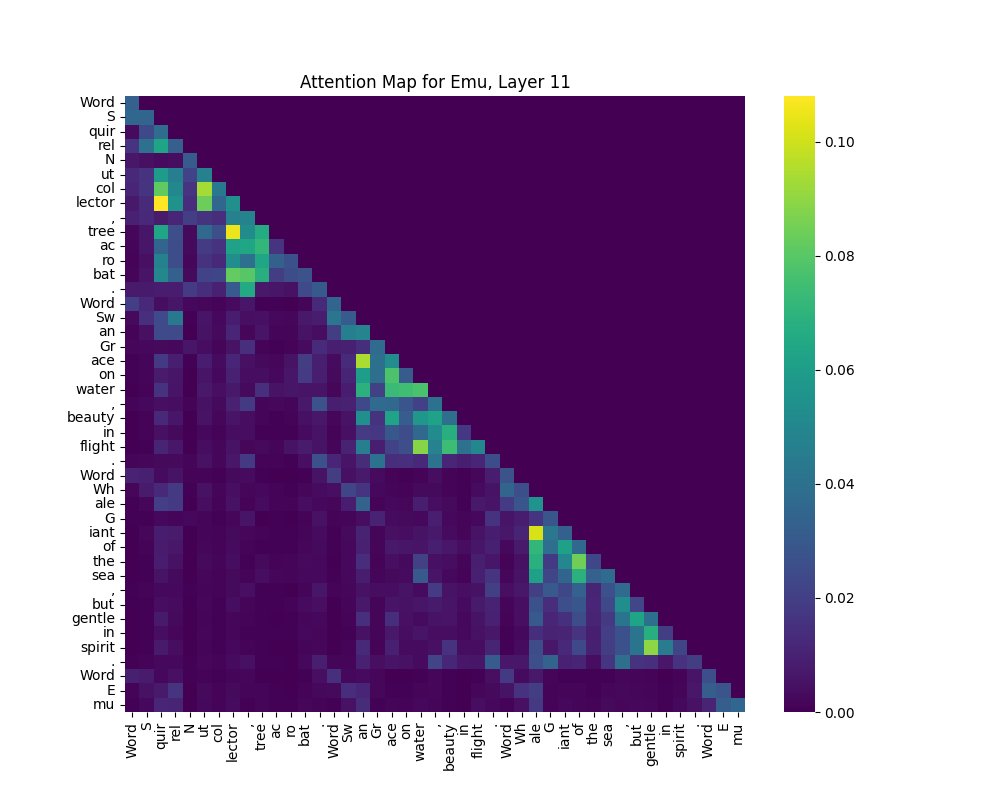 Attention Map for Emu, Layer 11
Word
S
quir
rel
N
ut
col
lector
,
tree
ac
ro
bat
.
Word
Sw
an
Gr
ace
on
water
,
beauty
in
flight
.
Word
Wh
ale
G
iant
of
the
sea
,
but
gentle
in
spirit
.
Word
E
mu
0.10
0.08
0.06
0.04
0.02
0.00
Word S quir rel N ut col lector , tree ac ro bat . Word Sw an Gr ace on water , beauty in flight . Word Wh ale G iant of the sea , but gentle in spirit . Word E mu